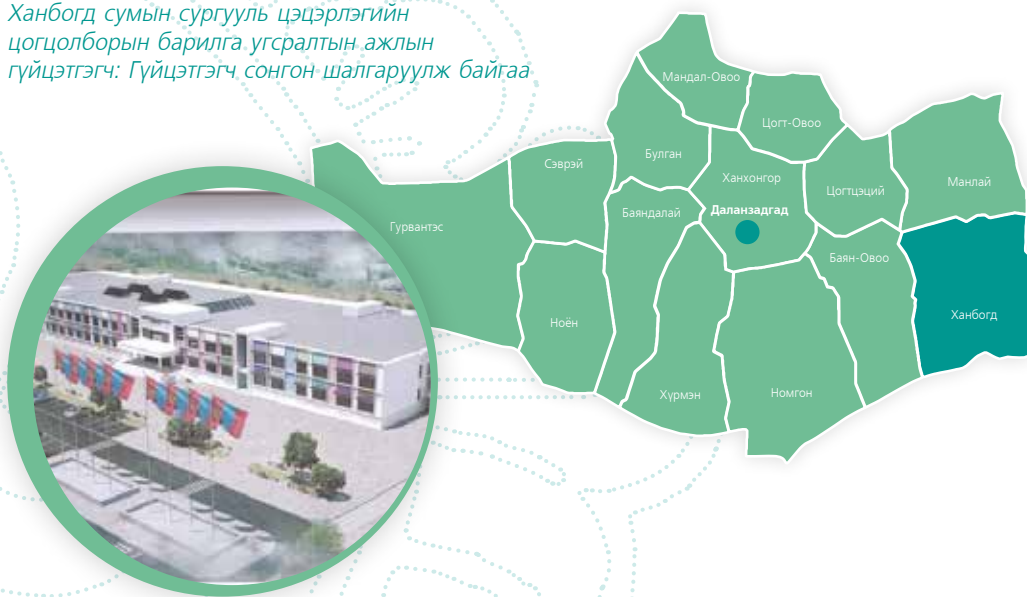 Ханбогд сумын сургууль цэцэрлэгийн
цогцолборын барилга угсралтын ажлын
гүйцэтгэгч: Гүйцэтгэгч сонгон шалгаруулж байгаа
Мандал-Овоо
Цогт-Овоо
Булган
Сэврэй
Ханхонгор
Цогтцэций
Манлай
Баяндалай
Даланзадгад
Гурвантэс
Баян-Овоо
Ханбогд
Ноён
Хүрмэн
Номгон